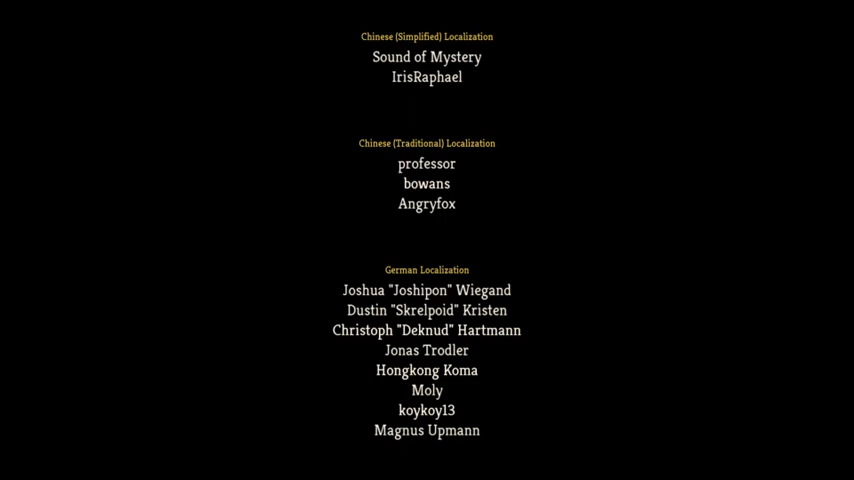 Chinese (Simplified) Localization
Sound of Mystery
IrisRaphael
Chinese (Traditional) Localization
professor
bowans
Angryfox
German Localization
Joshua "Joshipon" Wiegand
Dustin "Skrelpoid" Kristen
Christoph "Deknud" Hartmann
Jonas Trodler
Hongkong Koma
Moly
koykoy13
Magnus Upmann